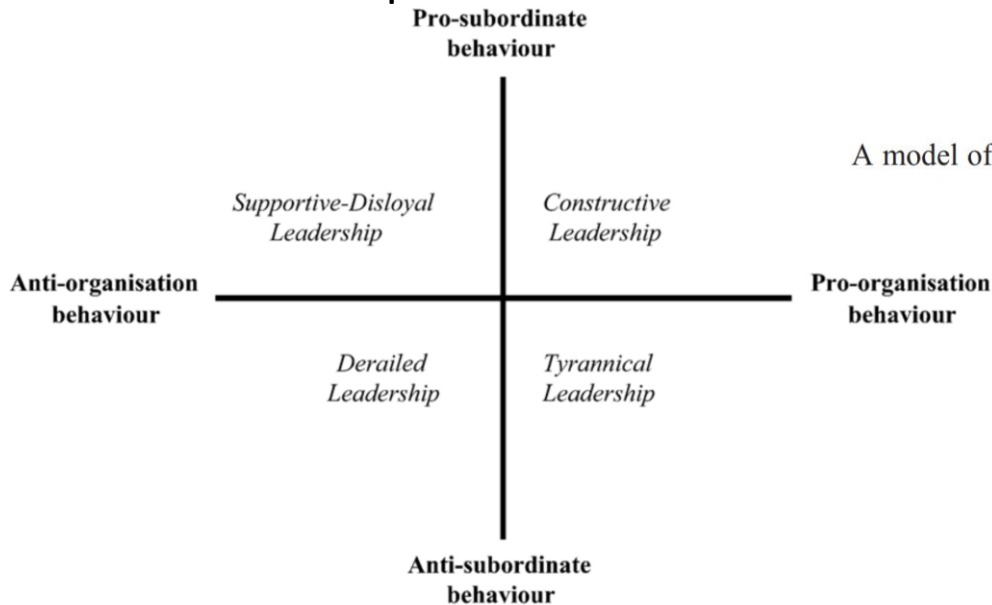 Pro-subordinate
behaviour
A model of
Supportive-Disloyal
Leadership
Constructive
Leadership
Anti-organisation
behaviour
Pro-organisation
behaviour
Derailed
Leadership
Tyrannical
Leadership
Anti-subordinate
behaviour